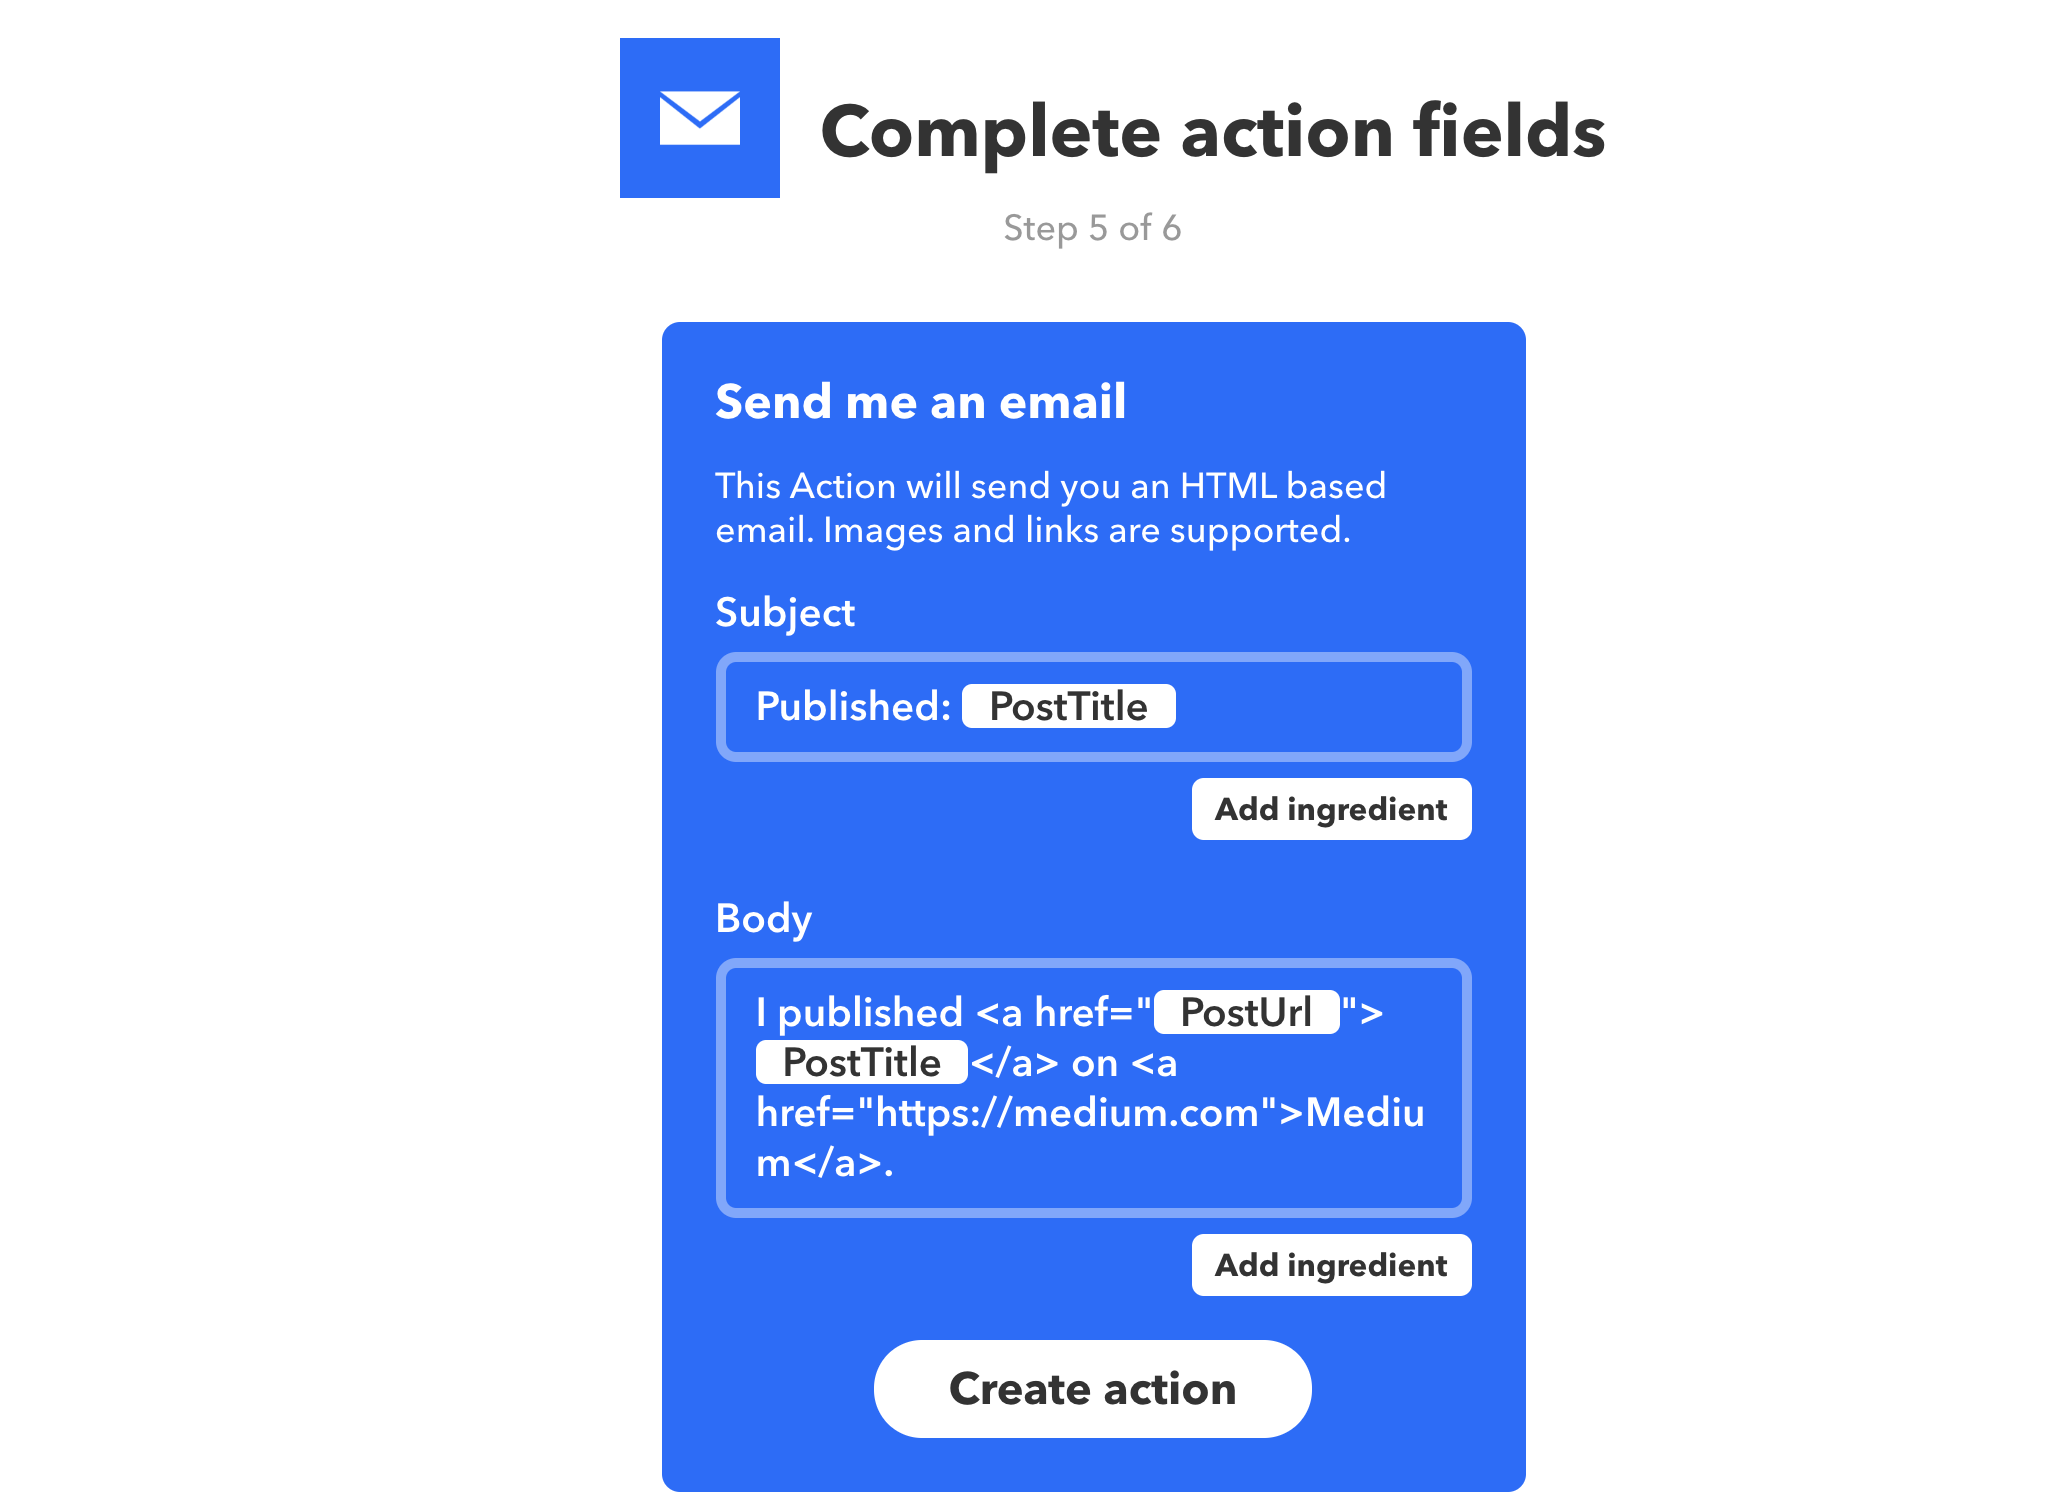 Complete action fields
Step 5 of 6
Send me an email
This Action will send you an HTML based
email. Images and links are supported.
Subject
Published: PostTitle
Add ingredient
Body
I published <a href="PostUrl">
PostTitle</a> on <a
href="https://medium.com">Mediu
m</a>.
Add ingredient
Create action